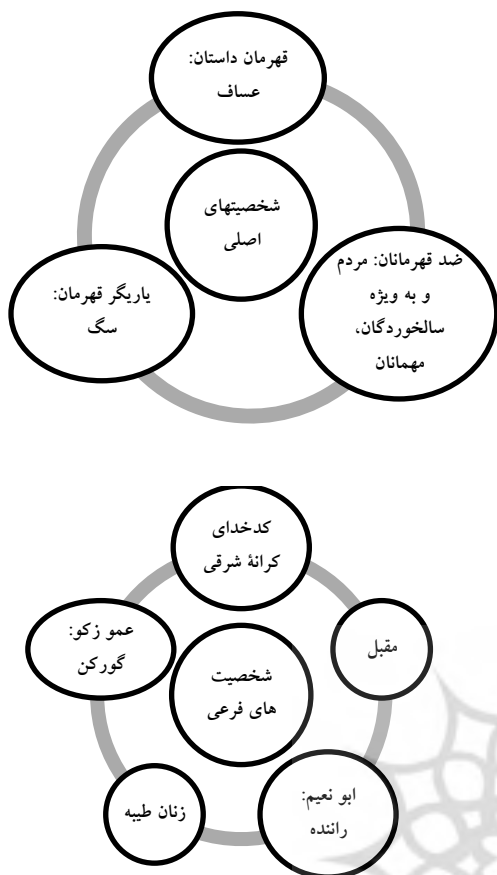 قهرمان داستان:
عساف
شخصیتهای
اصلی
ضد قهرمانان: مردم
و به ویژه
سالخوردگان،
مهمانان
یاریگر قهرمان:
سگ
کدخدای
کرانۀ شرقی
عمو زکو:
گورکن
مقبل
شخصیت
های فرعی
ابو نعیم:
راننده
زنان طیبه